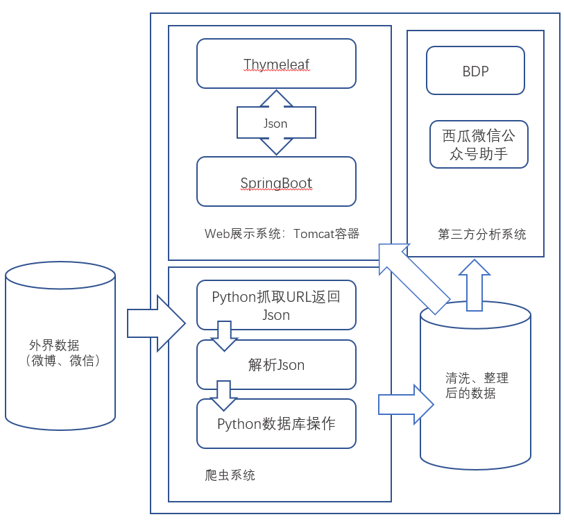 Thymeleaf
Json
SpringBoot
Web展示系统：Tomcat容器
BDP
西瓜微信公
众号助手
第三方分析系统
外界数据
（微博、微信）
Python抓取URL返回
Json
解析Json
Python数据库操作
爬虫系统
清洗、整理
后的数据